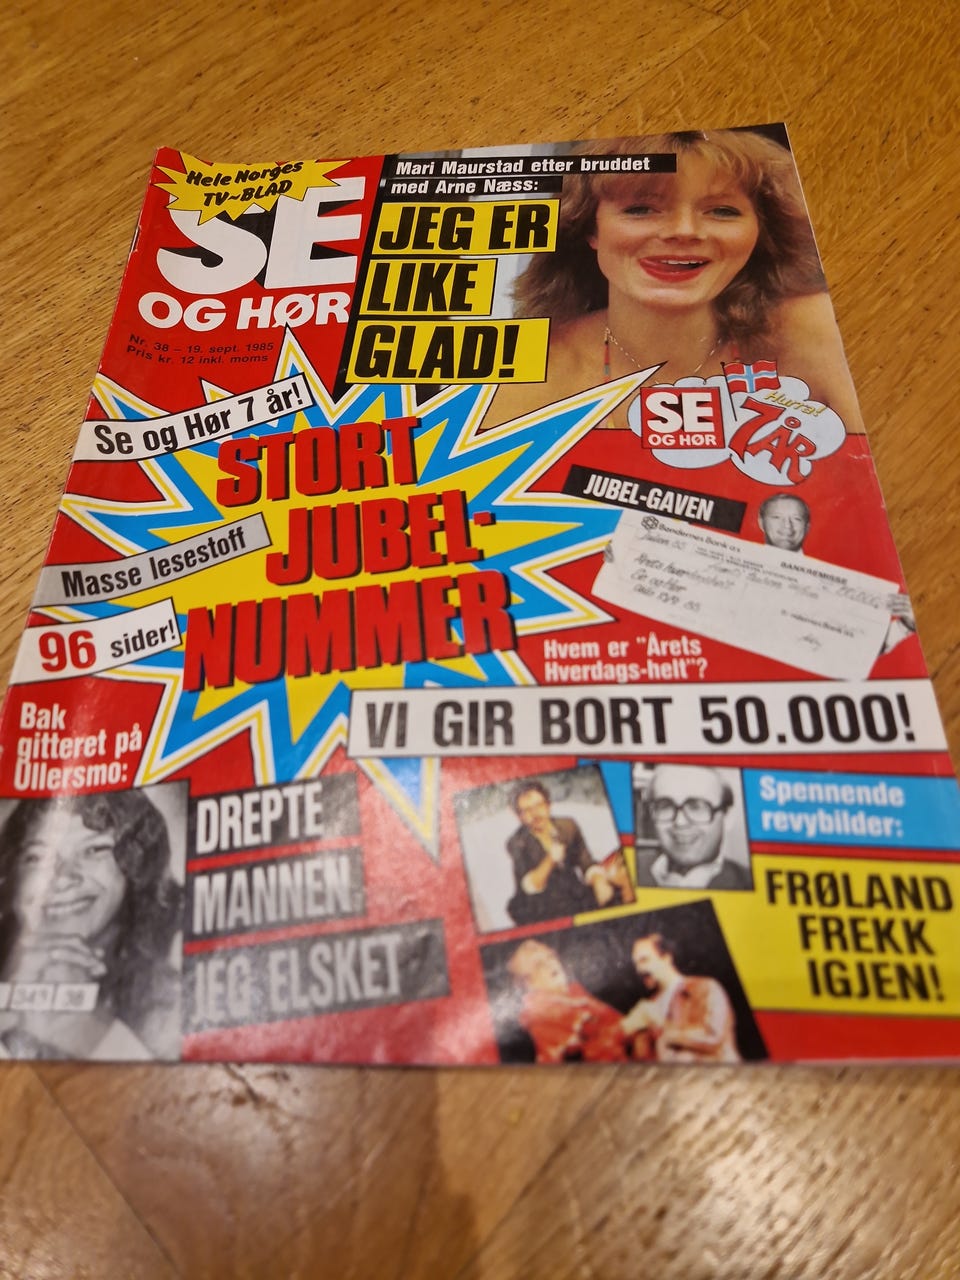 Hele Norges
TV~BLAD
SE
OG HØR
Nr. 38 – 19. sept. 1985
Pris kr. 12 inkl. moms
Mari Maurstad etter bruddet
med Arne Næss:
JEG ER
LIKE
GLAD!
Se og Hør 7 år!
STORT
JUBEL-
NUMMER
Masse lesestoff
96 sider!
SE
OG HØR
Hurra!
7 ÅR
JUBEL-GAVEN
Bøndernes Bank a.s
BANKREMISSE
Hvem er "Årets
Hverdags-helt"?
VI GIR BORT 50.000!
Bak
gitteret på
Ullersmo:
DREPTE
MANNEN
JEG ELSKET
Spennende
revybilder:
FRØLAND
FREKK
IGJEN!